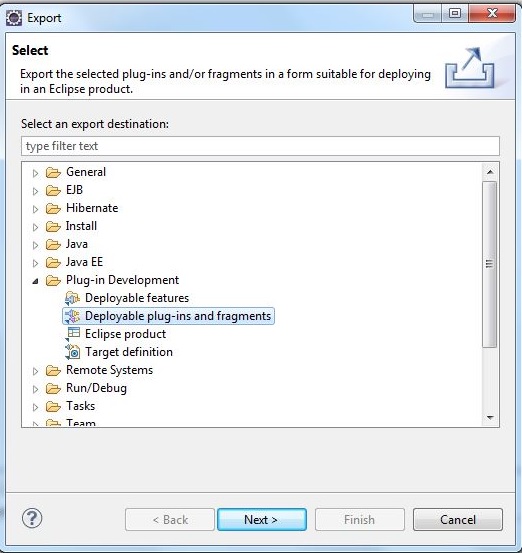 Export
Select
Export the selected plug-ins and/or fragments in a form suitable for deploying
in an Eclipse product.
Select an export destination:
type filter text
General
EJB
Hibernate
Install
Java
Java EE
Plug-in Development
Deployable features
Deployable plug-ins and fragments
Eclipse product
Target definition
Remote Systems
Run/Debug
Tasks
Team
?
< Back
Next >
Finish
Cancel